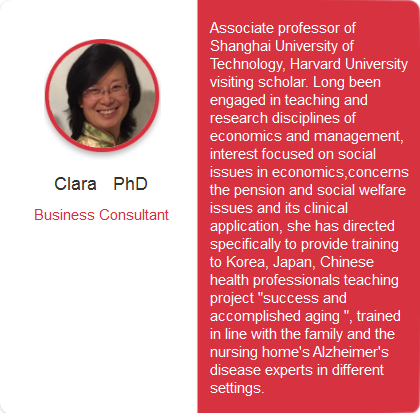 Clara PhD
Business Consultant
Associate professor of
Shanghai University of
Technology, Harvard University
visiting scholar. Long been
engaged in teaching and
research disciplines of
economics and management,
interest focused on social
issues in economics,concerns
the pension and social welfare
issues and its clinical
application, she has directed
specifically to provide training
to Korea, Japan, Chinese
health professionals teaching
project "success and
accomplished aging ", trained
in line with the family and the
nursing home's Alzheimer's
disease experts in different
settings.